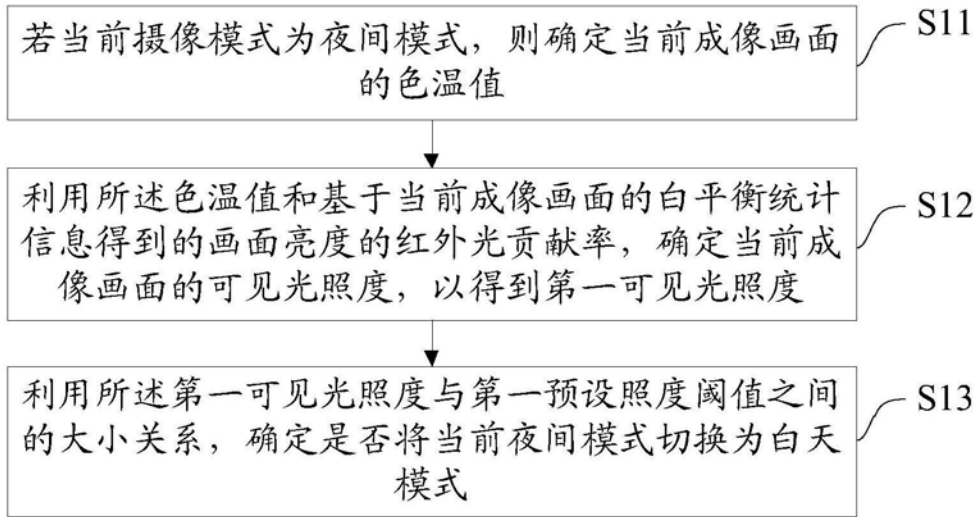 若当前摄像模式为夜间模式，则确定当前成像画面
的色温值
S11
利用所述色温值和基于当前成像画面的白平衡统计
信息得到的画面亮度的红外光贡献率，确定当前成
像画面的可见光照度，以得到第一可见光照度
S12
利用所述第一可见光照度与第一预设照度阈值之间
的大小关系，确定是否将当前夜间模式切换为白天
模式
S13